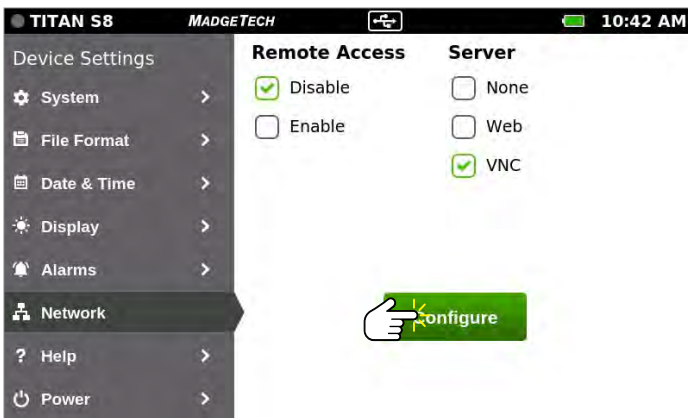 TITAN S8 MADGETECH 10:42 AM
Device Settings
System
File Format
Date & Time
Display
Alarms
Network
? Help
Power
Remote Access
Disable
Enable
Server
None
Web
VNC
onfigure